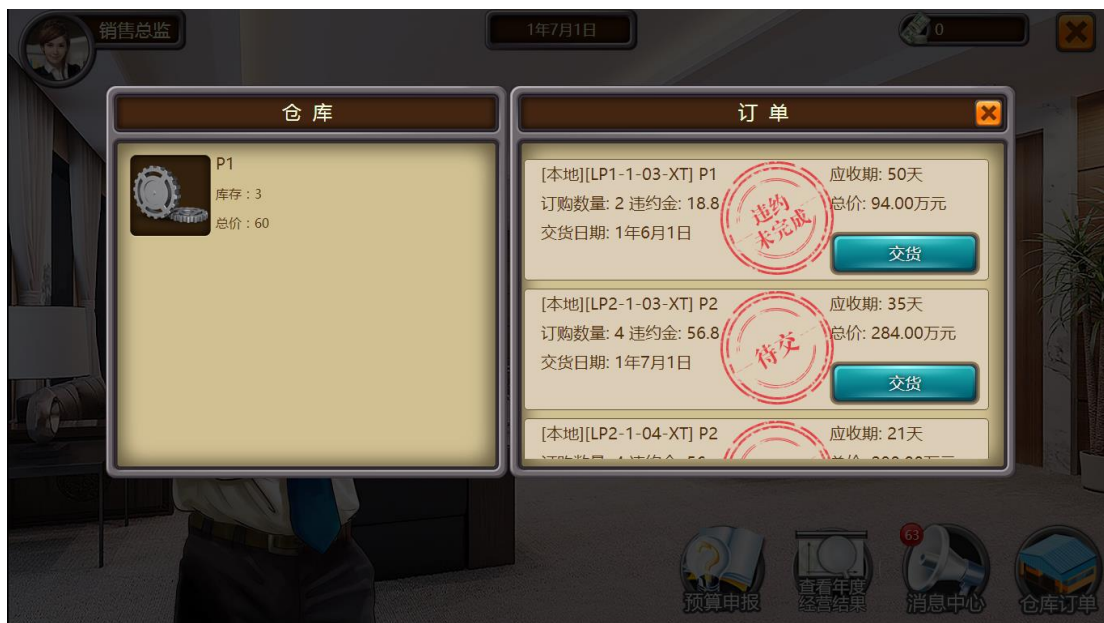 销售总监
1年7月1日
0
仓库
订单
P1
库存：3
总价：60
[本地][LP1-1-03-XT] P1
应收期: 50天
订购数量: 2 违约金: 18.8
总价: 94.00万元
交货日期: 1年6月1日
违约
未完成
交货
[本地][LP2-1-03-XT] P2
应收期: 35天
订购数量: 4 违约金: 56.8
总价: 284.00万元
交货日期: 1年7月1日
待交
交货
[本地][LP2-1-04-XT] P2
应收期: 21天
63
预算申报
查看年度
经营结果
消息中心
仓库订单